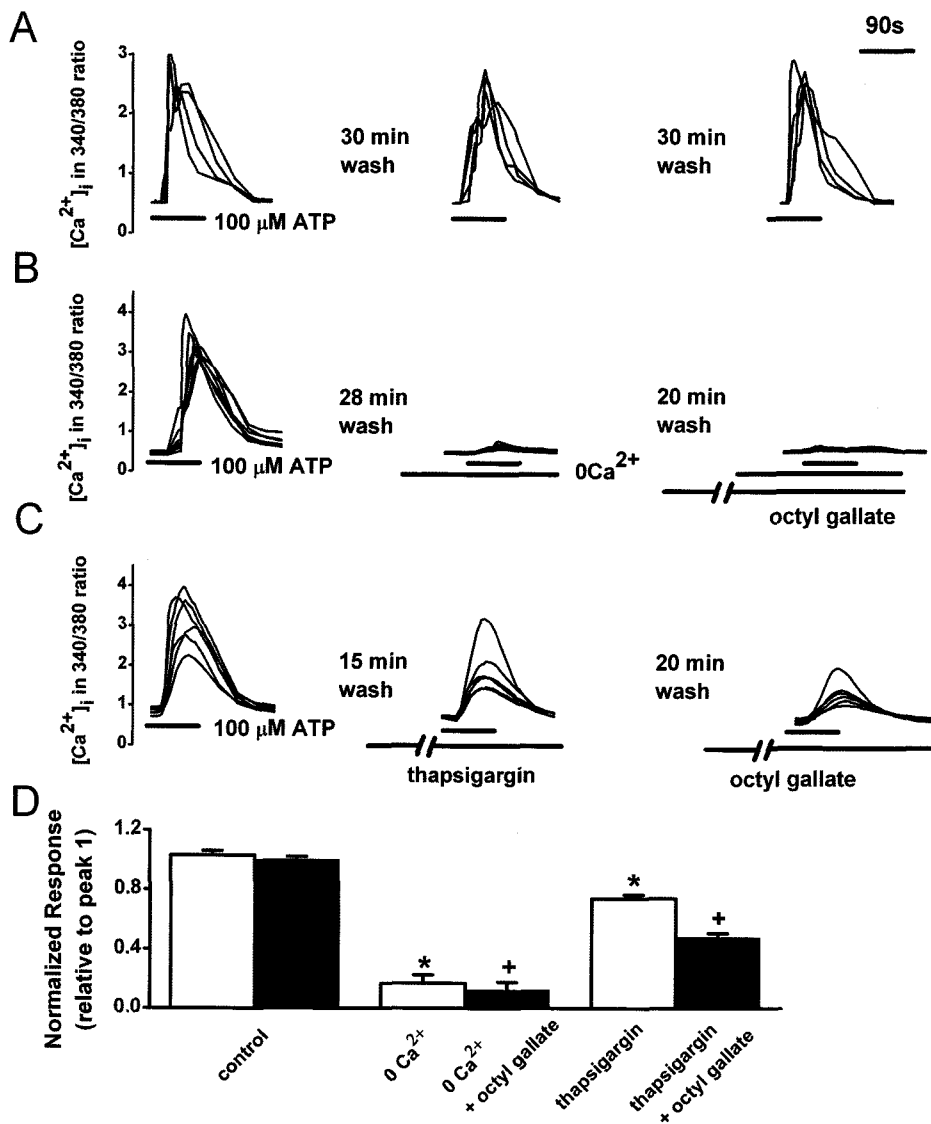 A
90s
[Ca2+]i in 340/380 ratio
3
2
1
0
100 µM ATP
30 min
wash
30 min
wash
B
[Ca2+]i in 340/380 ratio
4
3
2
1
0
100 µM ATP
28 min
wash
0Ca2+
20 min
wash
octyl gallate
C
[Ca2+]i in 340/380 ratio
4
3
2
1
0
100 µM ATP
15 min
wash
thapsigargin
20 min
wash
octyl gallate
D
Normalized Response
(relative to peak 1)
1.2
0.8
0.4
0.0
*
+
*
+
control
0 Ca2+
0 Ca2+
+ octyl gallate
thapsigargin
thapsigargin
+ octyl gallate